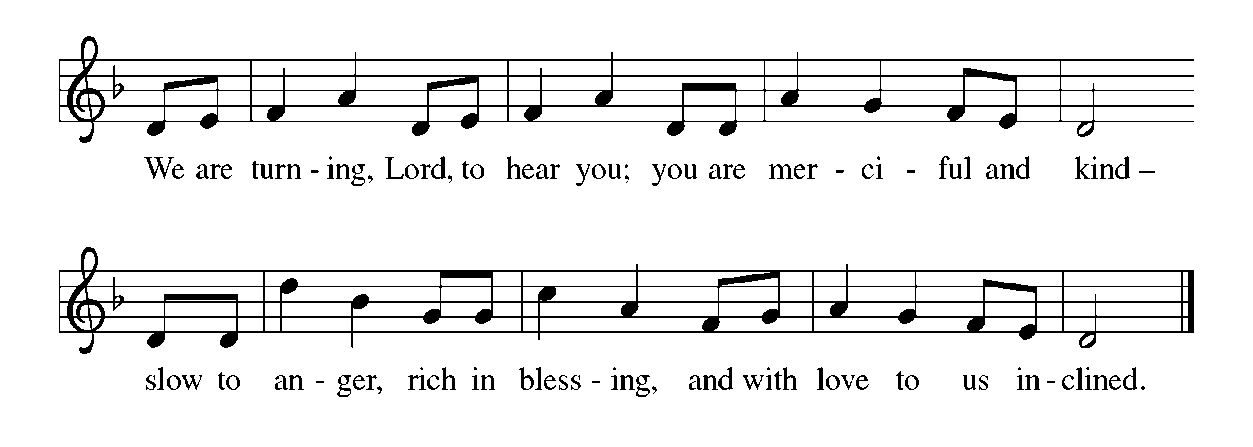 We are turn - ing, Lord, to hear you; you are mer - ci - ful and kind –
slow to an - ger, rich in bless - ing, and with love to us in - clined.